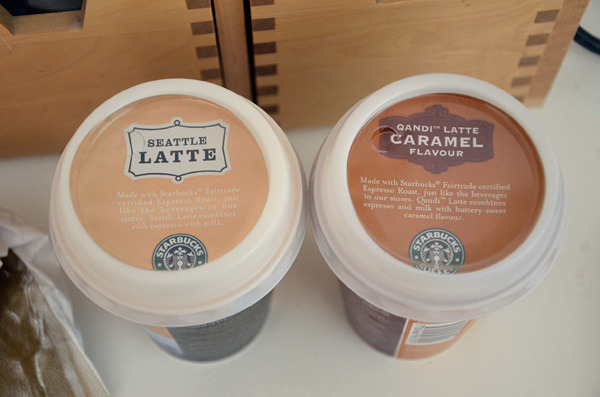 SEATTLE
LATTE
Made with Starbucks® Fairtrade
certified Espresso Roast, just
like the beverages in our
stores. Seattle Latte combines
rich espresso with milk.
STARBUCKS
QANDI™ LATTE
CARAMEL
FLAVOUR
Made with Starbucks® Fairtrade certified
Espresso Roast, just like the beverages
in our stores. Qandi™ Latte combines
espresso and milk with buttery-sweet
caramel flavour.
STARBUCKS